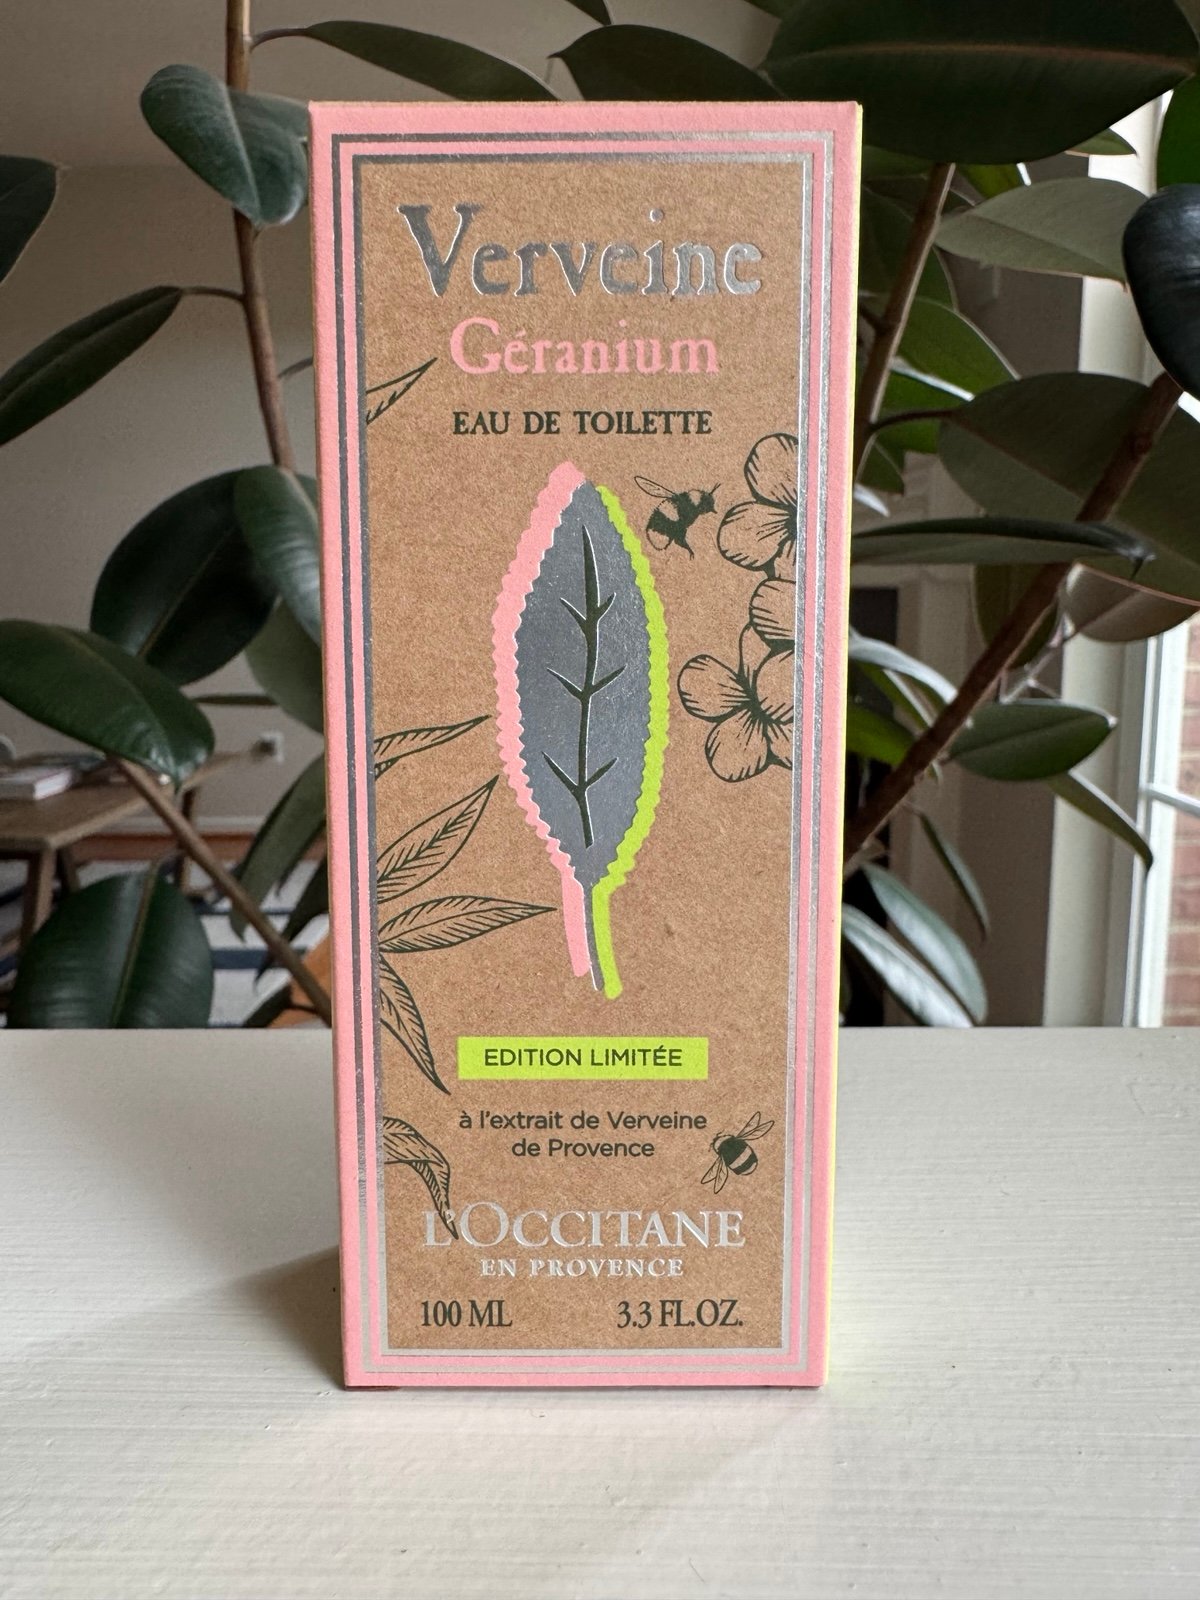 Verveine
Géranium
EAU DE TOILETTE
EDITION LIMITÉE
à l'extrait de Verveine
de Provence
L'OCCITANE
EN PROVENCE
100 ML 3.3 FL.OZ.